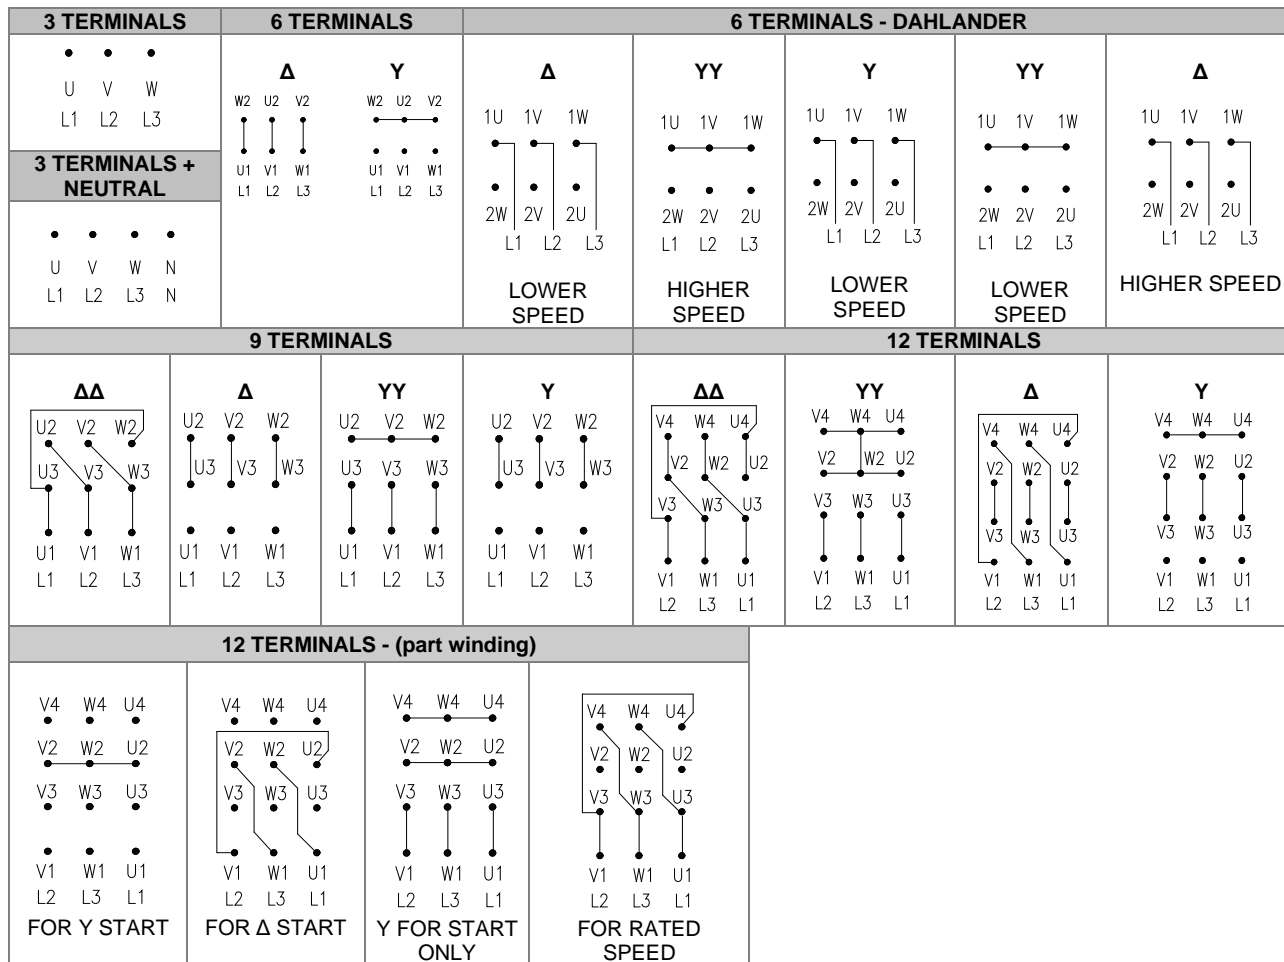 3 TERMINALS
6 TERMINALS
6 TERMINALS - DAHLANDER
U V W
L1 L2 L3
3 TERMINALS +
NEUTRAL
U V W N
L1 L2 L3 N
Δ
W2 U2 V2
U1 V1 W1
L1 L2 L3
Y
W2 U2 V2
U1 V1 W1
L1 L2 L3
Δ
1U 1V 1W
2W 2V 2U
L1 L2 L3
LOWER
SPEED
YY
1U 1V 1W
2W 2V 2U
L1 L2 L3
HIGHER
SPEED
Y
1U 1V 1W
2W 2V 2U
L1 L2 L3
LOWER
SPEED
YY
1U 1V 1W
2W 2V 2U
L1 L2 L3
LOWER
SPEED
Δ
1U 1V 1W
2W 2V 2U
L1 L2 L3
HIGHER SPEED
9 TERMINALS
12 TERMINALS
ΔΔ
U2 V2 W2
U3 V3 W3
U1 V1 W1
L1 L2 L3
Δ
U2 V2 W2
U3 V3 W3
U1 V1 W1
L1 L2 L3
YY
U2 V2 W2
U3 V3 W3
U1 V1 W1
L1 L2 L3
Y
U2 V2 W2
U3 V3 W3
U1 V1 W1
L1 L2 L3
ΔΔ
V4 W4 U4
V2 W2 U2
V3 W3 U3
V1 W1 U1
L2 L3 L1
YY
V4 W4 U4
V2 W2 U2
V3 W3 U3
V1 W1 U1
L2 L3 L1
Δ
V4 W4 U4
V2 W2 U2
V3 W3 U3
V1 W1 U1
L2 L3 L1
Y
V4 W4 U4
V2 W2 U2
V3 W3 U3
V1 W1 U1
L2 L3 L1
12 TERMINALS - (part winding)
V4 W4 U4
V2 W2 U2
V3 W3 U3
V1 W1 U1
L2 L3 L1
FOR Y START
V4 W4 U4
V2 W2 U2
V3 W3 U3
V1 W1 U1
L2 L3 L1
FOR Δ START
V4 W4 U4
V2 W2 U2
V3 W3 U3
V1 W1 U1
L2 L3 L1
Y FOR START
ONLY
V4 W4 U4
V2 W2 U2
V3 W3 U3
V1 W1 U1
L2 L3 L1
FOR RATED
SPEED